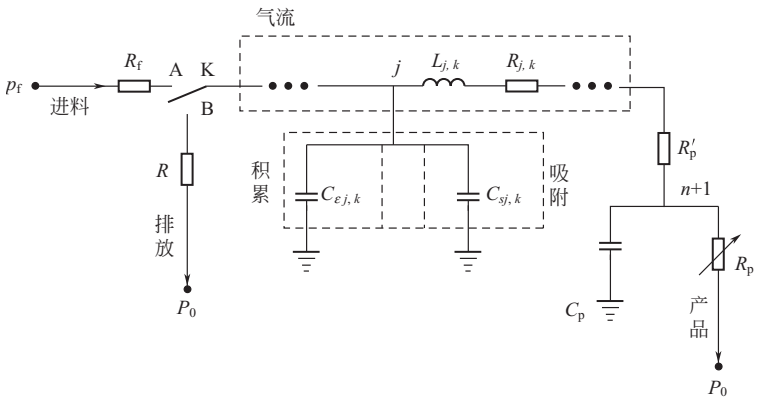 气流
p_f
进料
R_f
A
K
B
j
L_{j, k}
R_{j, k}
R
排放
P_0
积累
C_{εj, k}
C_{sj, k}
吸附
R'_p
n+1
C_p
R_p
产品
P_0